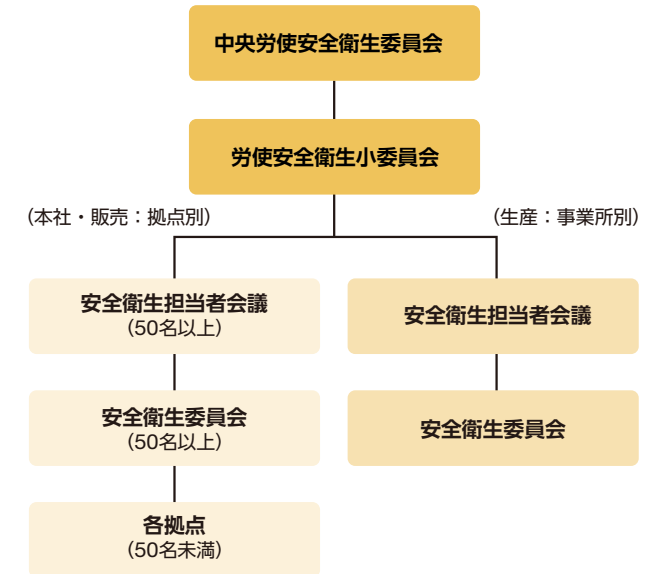 中央労使安全衛生委員会
労使安全衛生小委員会
（本社・販売：拠点別）
（生産：事業所別）
安全衛生担当者会議
（50名以上）
安全衛生担当者会議
安全衛生委員会
（50名以上）
安全衛生委員会
各拠点
（50名未満）